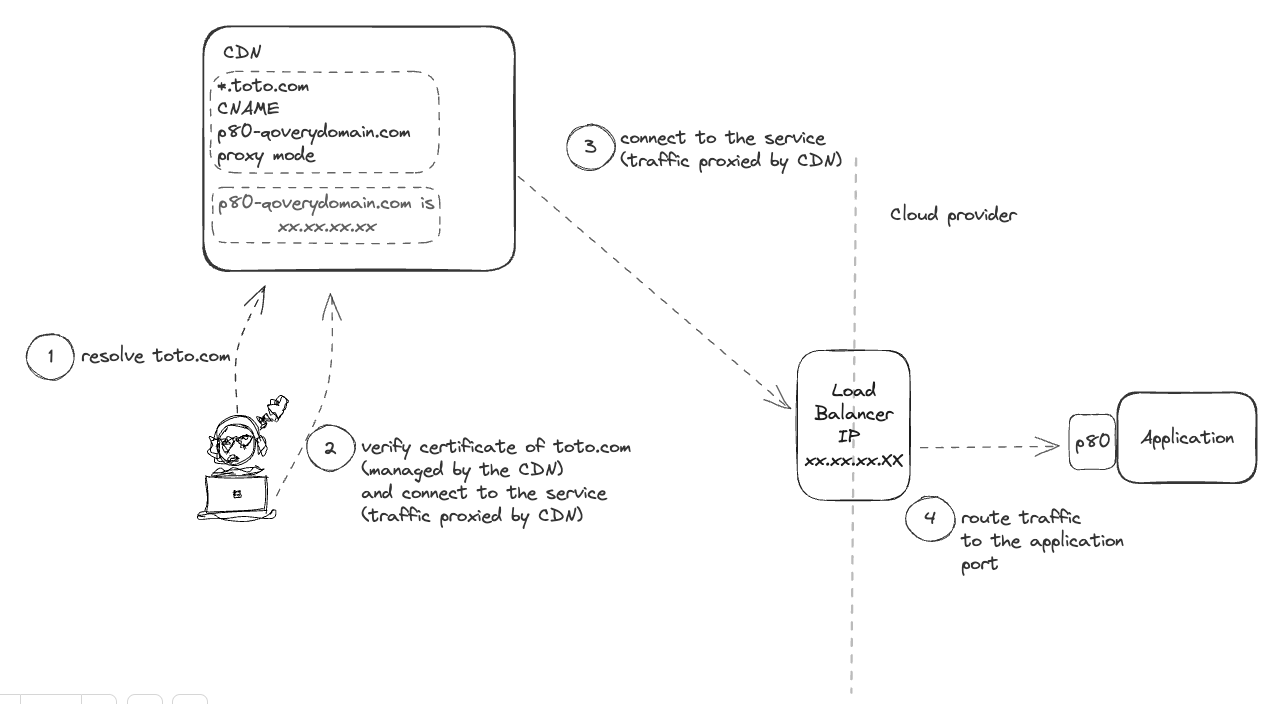 CDN
*.toto.com
CNAME
p80-qoverydomain.com
proxy mode
p80-qoverydomain.com is
xx.xx.xx.xx
3
connect to the service
(traffic proxied by CDN)
Cloud provider
1
resolve toto.com
2
verify certificate of toto.com
(managed by the CDN)
and connect to the service
(traffic proxied by CDN)
Load
Balancer
IP
xx.xx.xx.XX
p80
Application
4
route traffic
to the application
port